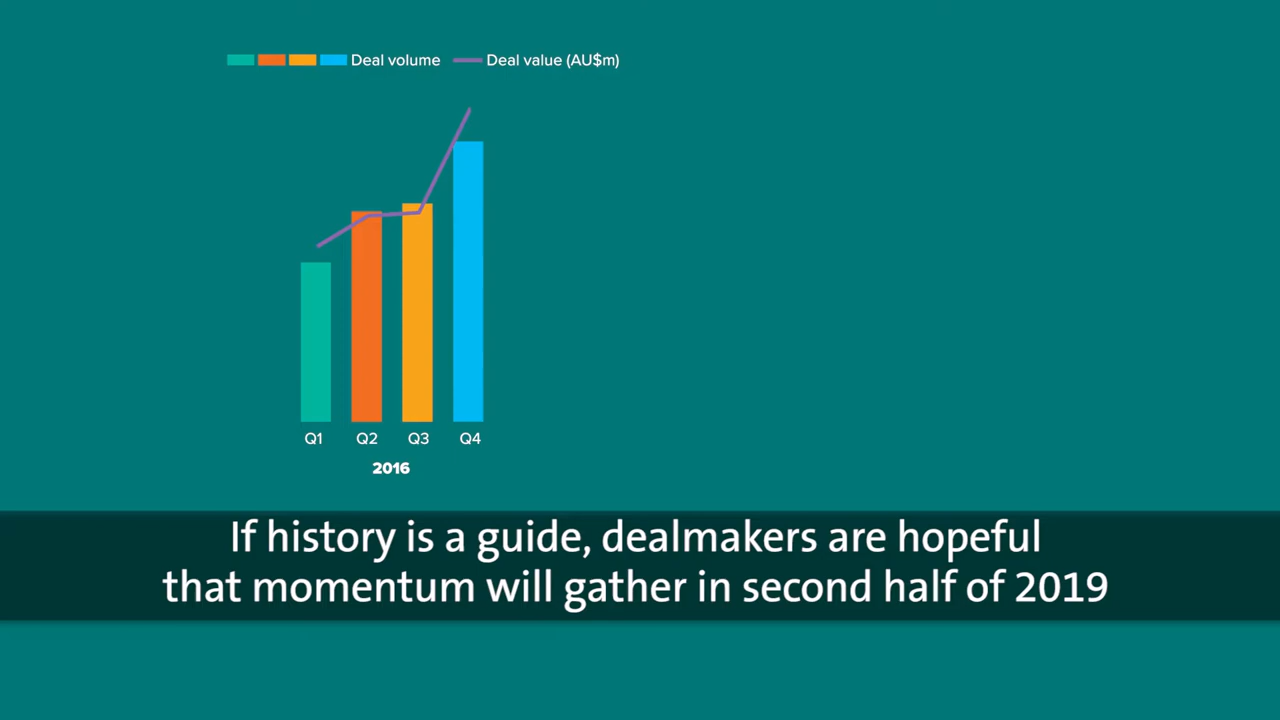 Deal volume Deal value (AU$m)
Q1 Q2 Q3 Q4
2016
If history is a guide, dealmakers are hopeful
that momentum will gather in second half of 2019